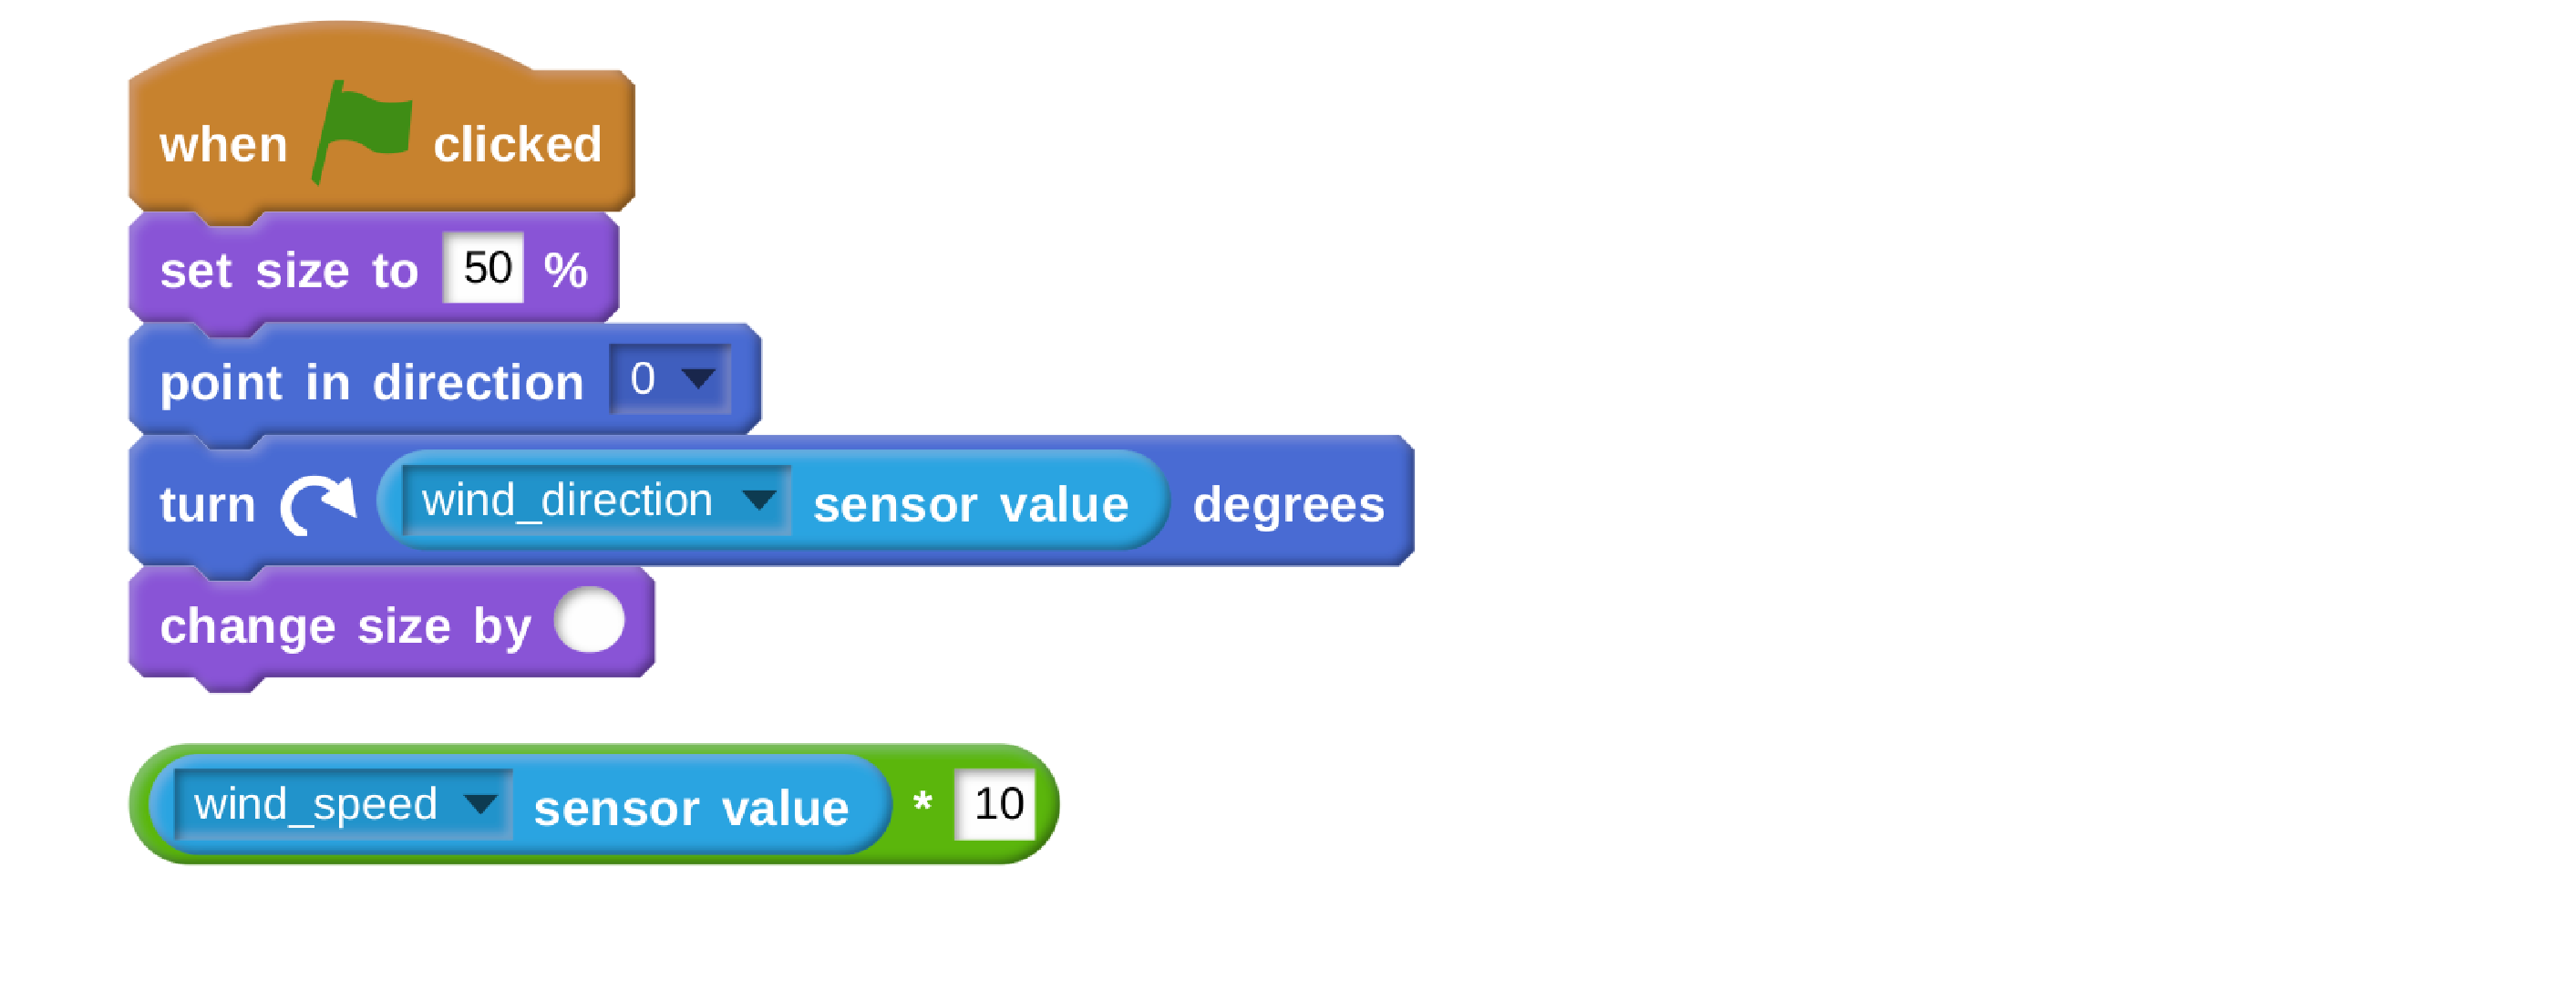 when clicked
set size to 50 %
point in direction 0
turn wind_direction sensor value degrees
change size by
wind_speed sensor value * 10